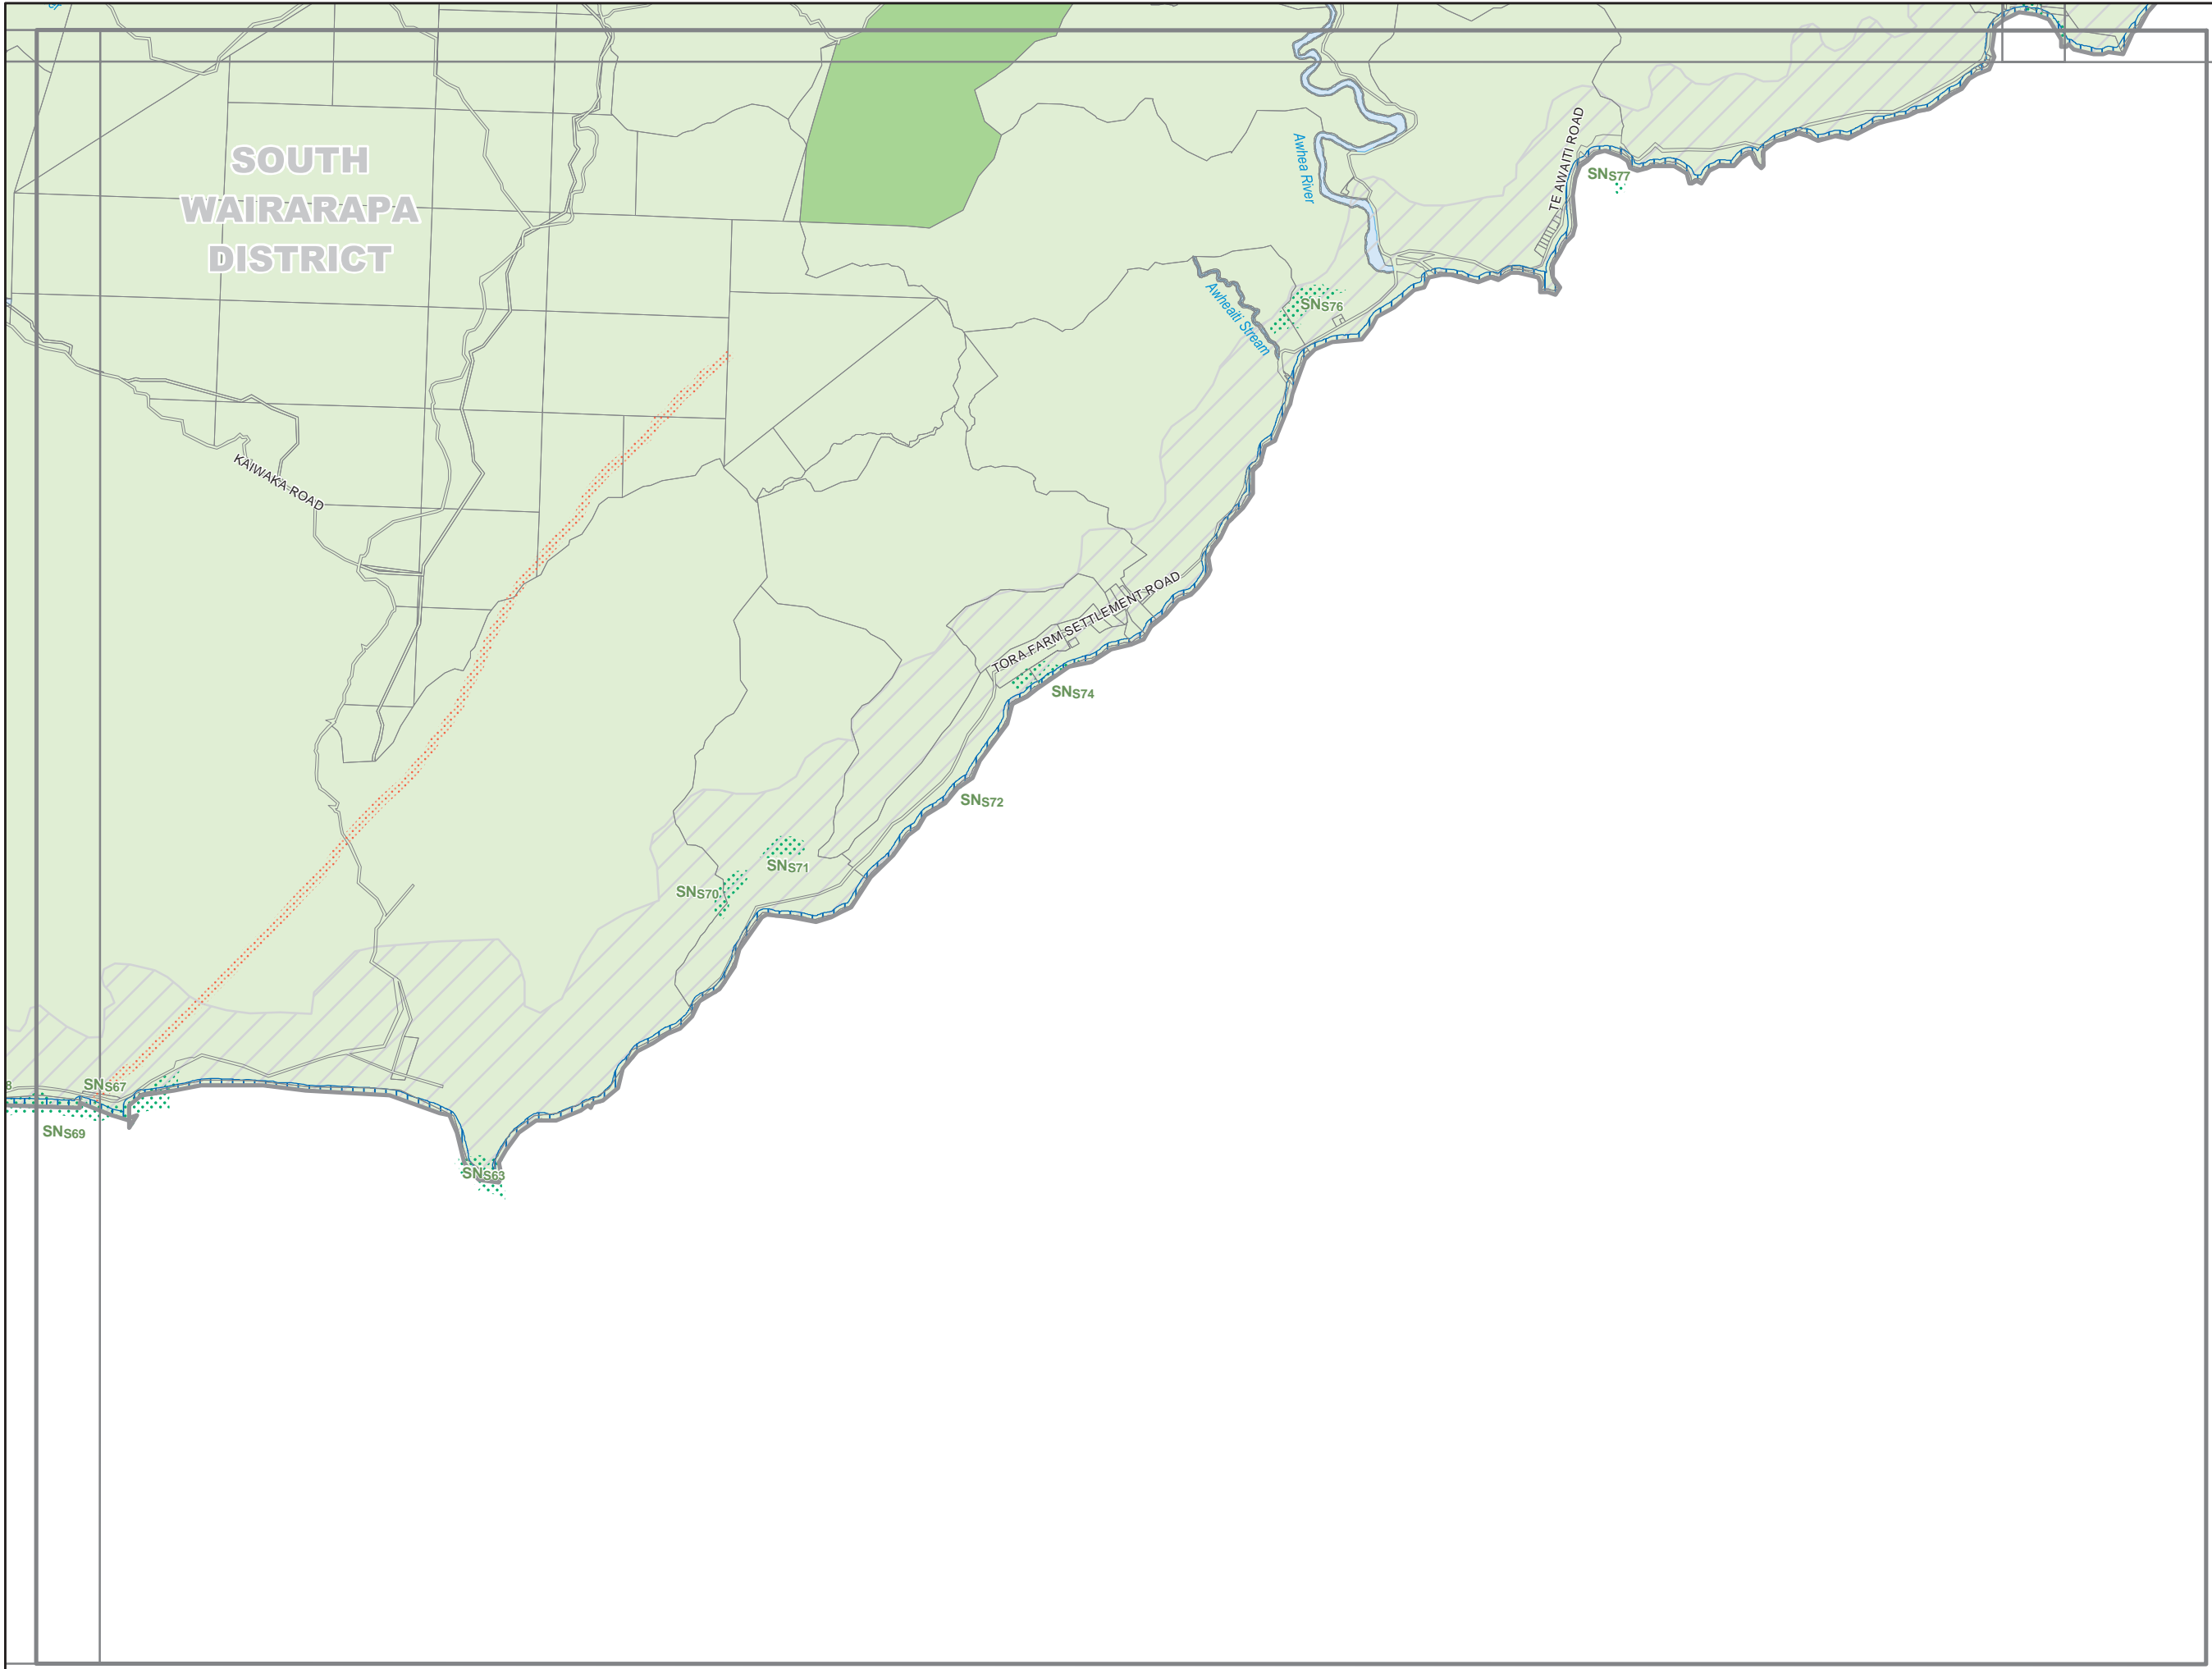 SOUTH
WAIRARAPA
DISTRICT
TE AWAITI ROAD
Awhea River
SNS77
Awheaiti Stream
SNS76
KAIWAKA ROAD
TORA FARM SETTLEMENT ROAD
SNS74
SNS72
SNS71
SNS70
8
SNS67
SNS69
SNS63